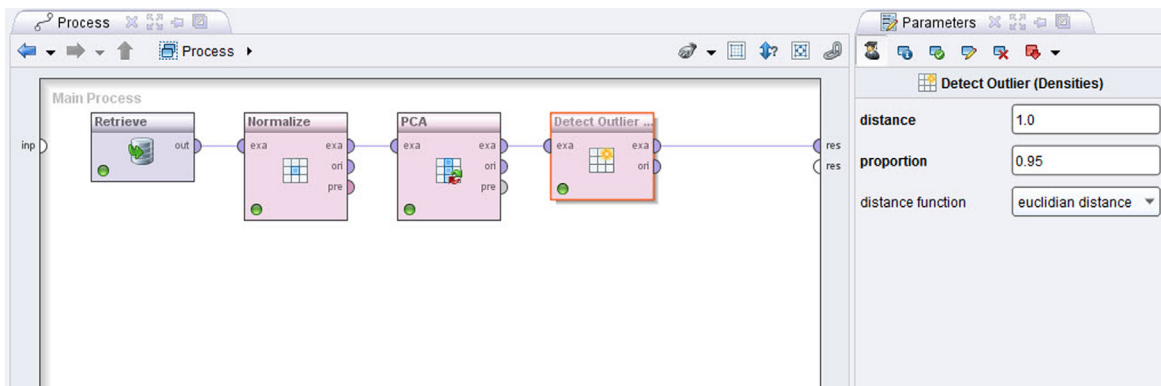 Process
Parameters
Process
Detect Outlier (Densities)
Main Process
Retrieve
Normalize
PCA
Detect Outlier ...
distance
1.0
inp
out
exa
exa
exa
exa
exa
exa
res
ori
ori
ori
res
proportion
0.95
pre
pre
distance function
euclidian distance